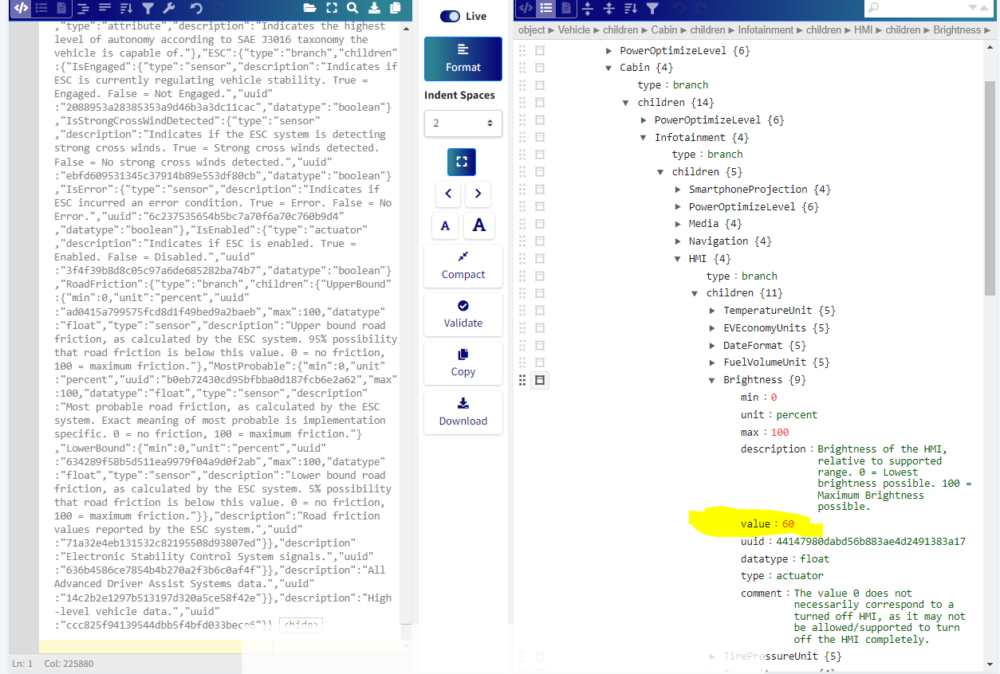 ,"type":"attribute","description":"Indicates the highest
level of autonomy according to SAE J3016 taxonomy the
vehicle is capable of."},"ESC":{"type":"branch","children"
:{"IsEngaged":{"type":"sensor","description":"Indicates if
ESC is currently regulating vehicle stability. True =
Engaged. False = Not Engaged.","uuid"
:"2088953a28385353a9d46b3a3dc11cac","datatype":"boolean"}
,"IsStrongCrossWindDetected":{"type":"sensor"
,"description":"Indicates if the ESC system is detecting
strong cross winds. True = Strong cross winds detected.
False = No strong cross winds detected.","uuid"
:"ebfd609531345c37914b89e553df80cb","datatype":"boolean"}
,"IsError":{"type":"sensor","description":"Indicates if
ESC incurred an error condition. True = Error. False = No
Error.","uuid":"6c237535654b5bc7a70f6a70c760b9d4"
,"datatype":"boolean"},"IsEnabled":{"type":"actuator"
,"description":"Indicates if ESC is enabled. True =
Enabled. False = Disabled.","uuid"
:"3f4f39b8d8c05c97a6de685282ba74b7","datatype":"boolean"}
,"RoadFriction":{"type":"branch","children":{"UpperBound"
:{"min":0,"unit":"percent","uuid"
:"ad0415a799575fcd8d1f49bed9a2baeb","max":100,"datatype"
:"float","type":"sensor","description":"Upper bound road
friction, as calculated by the ESC system. 95% possibility
that road friction is below this value. 0 = no friction,
100 = maximum friction."},"MostProbable":{"min":0,"unit"
:"percent","uuid":"b0eb72430cd95bfbba0d187fcb6e2a62","max"
:100,"datatype":"float","type":"sensor","description"
:"Most probable road friction, as calculated by the ESC
system. Exact meaning of most probable is implementation
specific. 0 = no friction, 100 = maximum friction."}
,"LowerBound":{"min":0,"unit":"percent","uuid"
:"634289f58b5d511ea9979f04a9d0f2ab","max":100,"datatype"
:"float","type":"sensor","description":"Lower bound road
friction, as calculated by the ESC system. 5% possibility
that road friction is below this value. 0 = no friction,
100 = maximum friction."}},"description":"Road friction
values reported by the ESC system.","uuid"
:"71a32e4eb131532c82195508d93807ed"}},"description"
:"Electronic Stability Control System signals.","uuid"
:"636b4586ce7854b4b270a2f3b6c0af4f"}},"description":"All
Advanced Driver Assist Systems data.","uuid"
:"14c2b2e1297b513197d320a5ce58f42e"}},"description":"High
-level vehicle data.","uuid"
:"ccc825f94139544dbb5f4bfd033bece6"}} <hide>
Ln: 1 Col: 225880
Live
Format
Indent Spaces
2
A A
Compact
Validate
Copy
Download
object ► Vehicle ► children ► Cabin ► children ► Infotainment ► children ► HMI ► children ► Brightness ►
PowerOptimizeLevel {6}
Cabin {4}
type : branch
children {14}
PowerOptimizeLevel {6}
Infotainment {4}
type : branch
children {5}
SmartphoneProjection {4}
PowerOptimizeLevel {6}
Media {4}
Navigation {4}
HMI {4}
type : branch
children {11}
TemperatureUnit {5}
EVEconomyUnits {5}
DateFormat {5}
FuelVolumeUnit {5}
Brightness {9}
min : 0
unit : percent
max : 100
description : Brightness of the HMI,
relative to supported
range. 0 = Lowest
brightness possible. 100 =
Maximum Brightness
possible.
value : 60
uuid : 44147980dabd56b883ae4d2491383a17
datatype : float
type : actuator
comment : The value 0 does not
necessarily correspond to a
turned off HMI, as it may not
be allowed/supported to turn
off the HMI completely.
TirePressureUnit {5}